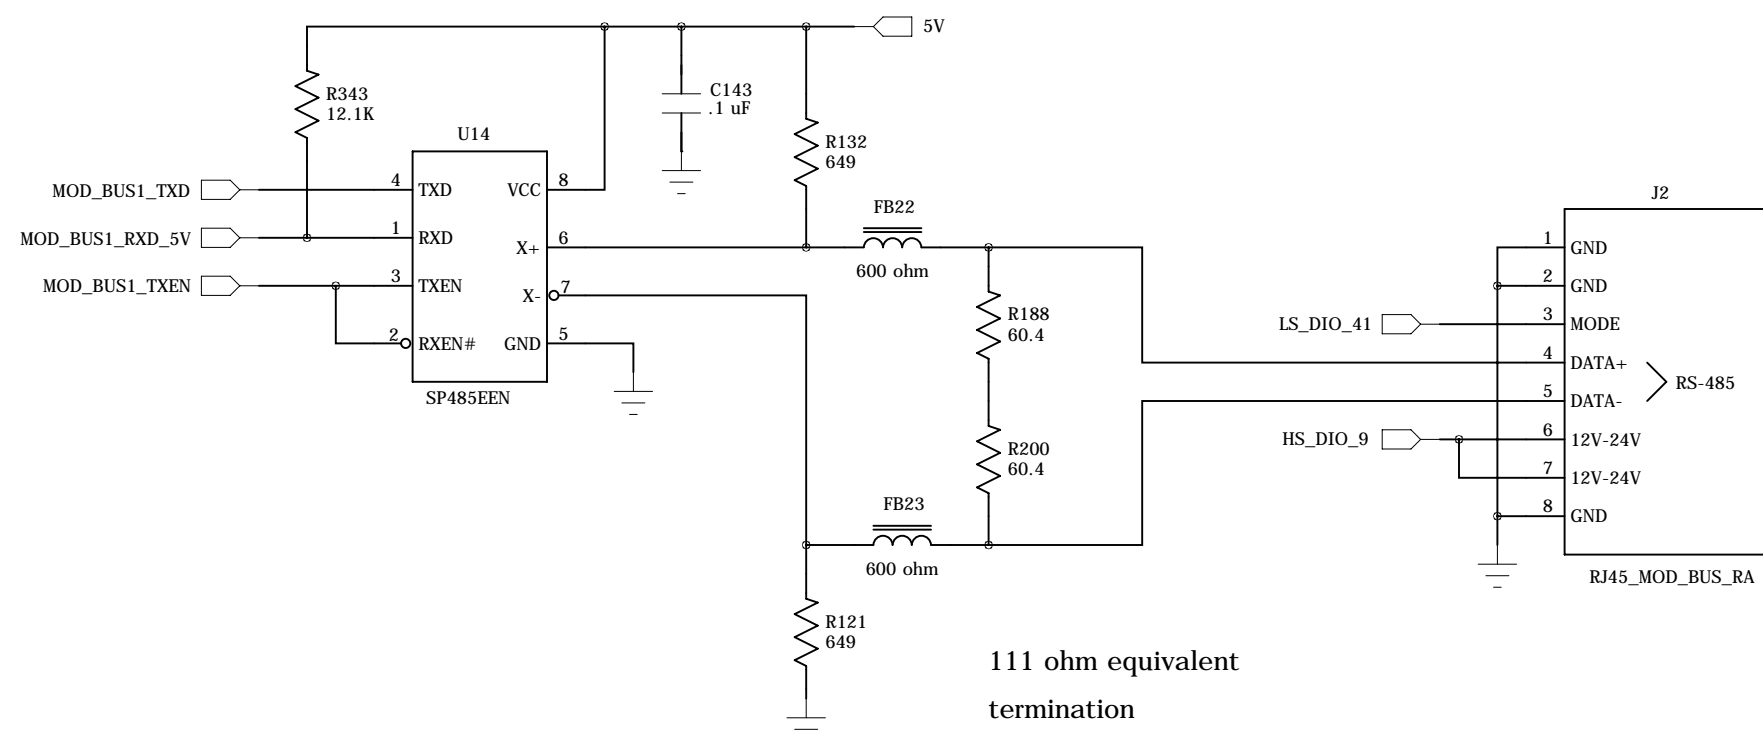 5V
R343
12.1K
C143
.1 uF
R132
649
U14
MOD_BUS1_TXD
4
TXD
VCC
8
MOD_BUS1_RXD_5V
1
RXD
X+
6
MOD_BUS1_TXEN
3
TXEN
X-
7
2
RXEN#
GND
5
SP485EEN
FB22
600 ohm
R188
60.4
R200
60.4
FB23
600 ohm
R121
649
111 ohm equivalent
termination
J2
1
GND
2
GND
LS_DIO_41
3
MODE
4
DATA+
RS-485
5
DATA-
HS_DIO_9
6
12V-24V
7
12V-24V
8
GND
RJ45_MOD_BUS_RA